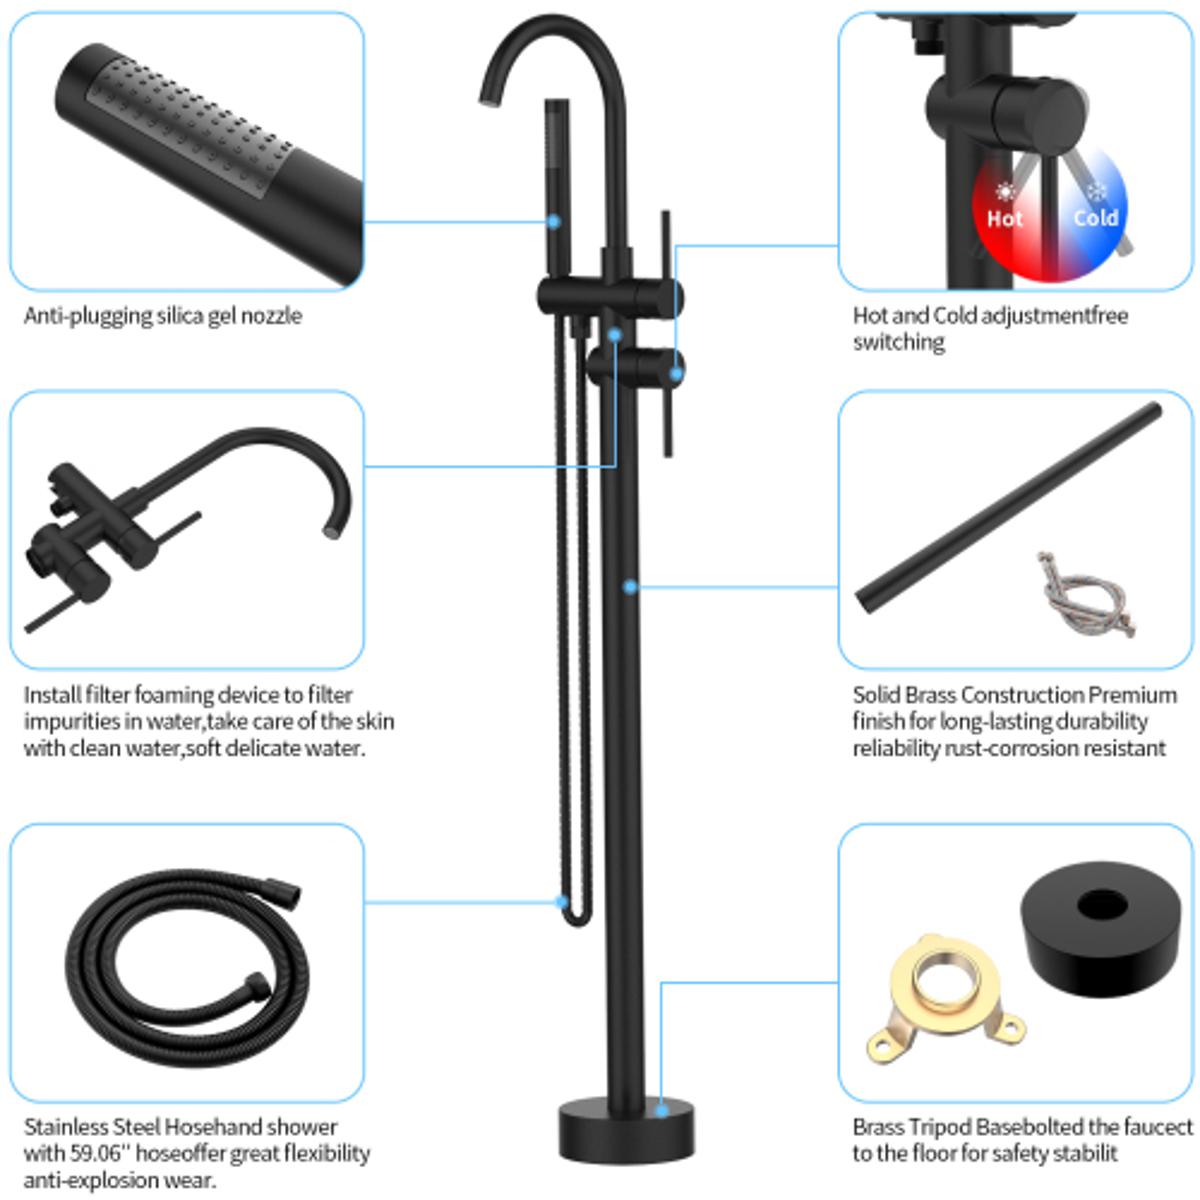 Anti-plugging silica gel nozzle
Hot
Cold
Hot and Cold adjustmentfree
switching
Install filter foaming device to filter
impurities in water,take care of the skin
with clean water,soft delicate water.
Solid Brass Construction Premium
finish for long-lasting durability
reliability rust-corrosion resistant
Stainless Steel Hosehand shower
with 59.06" hoseoffer great flexibility
anti-explosion wear.
Brass Tripod Basebolted the faucect
to the floor for safety stabilit